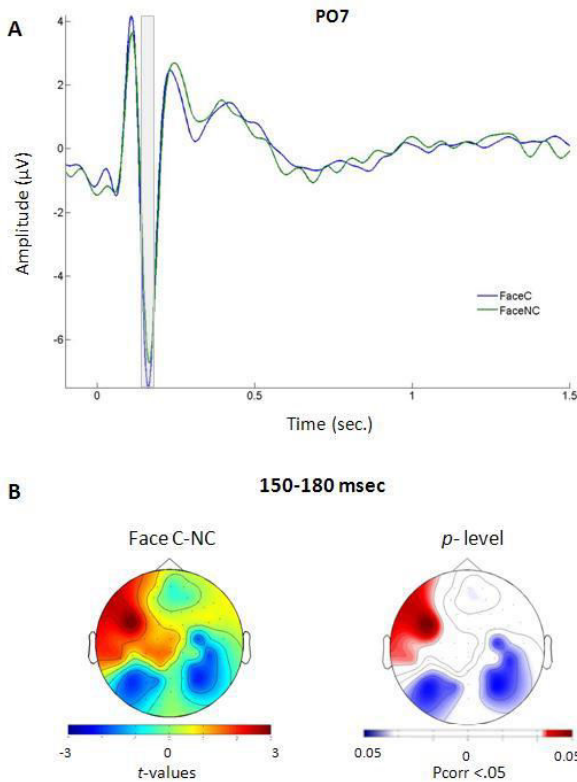 A
PO7
4
2
0
-2
-4
-6
Amplitude (µV)
FaceC
FaceNC
0 0.5 1 1.5
Time (sec.)
B
150-180 msec
Face C-NC p- level
-3 0 3 0.05 0 0.05
t-values Pcorr <.05